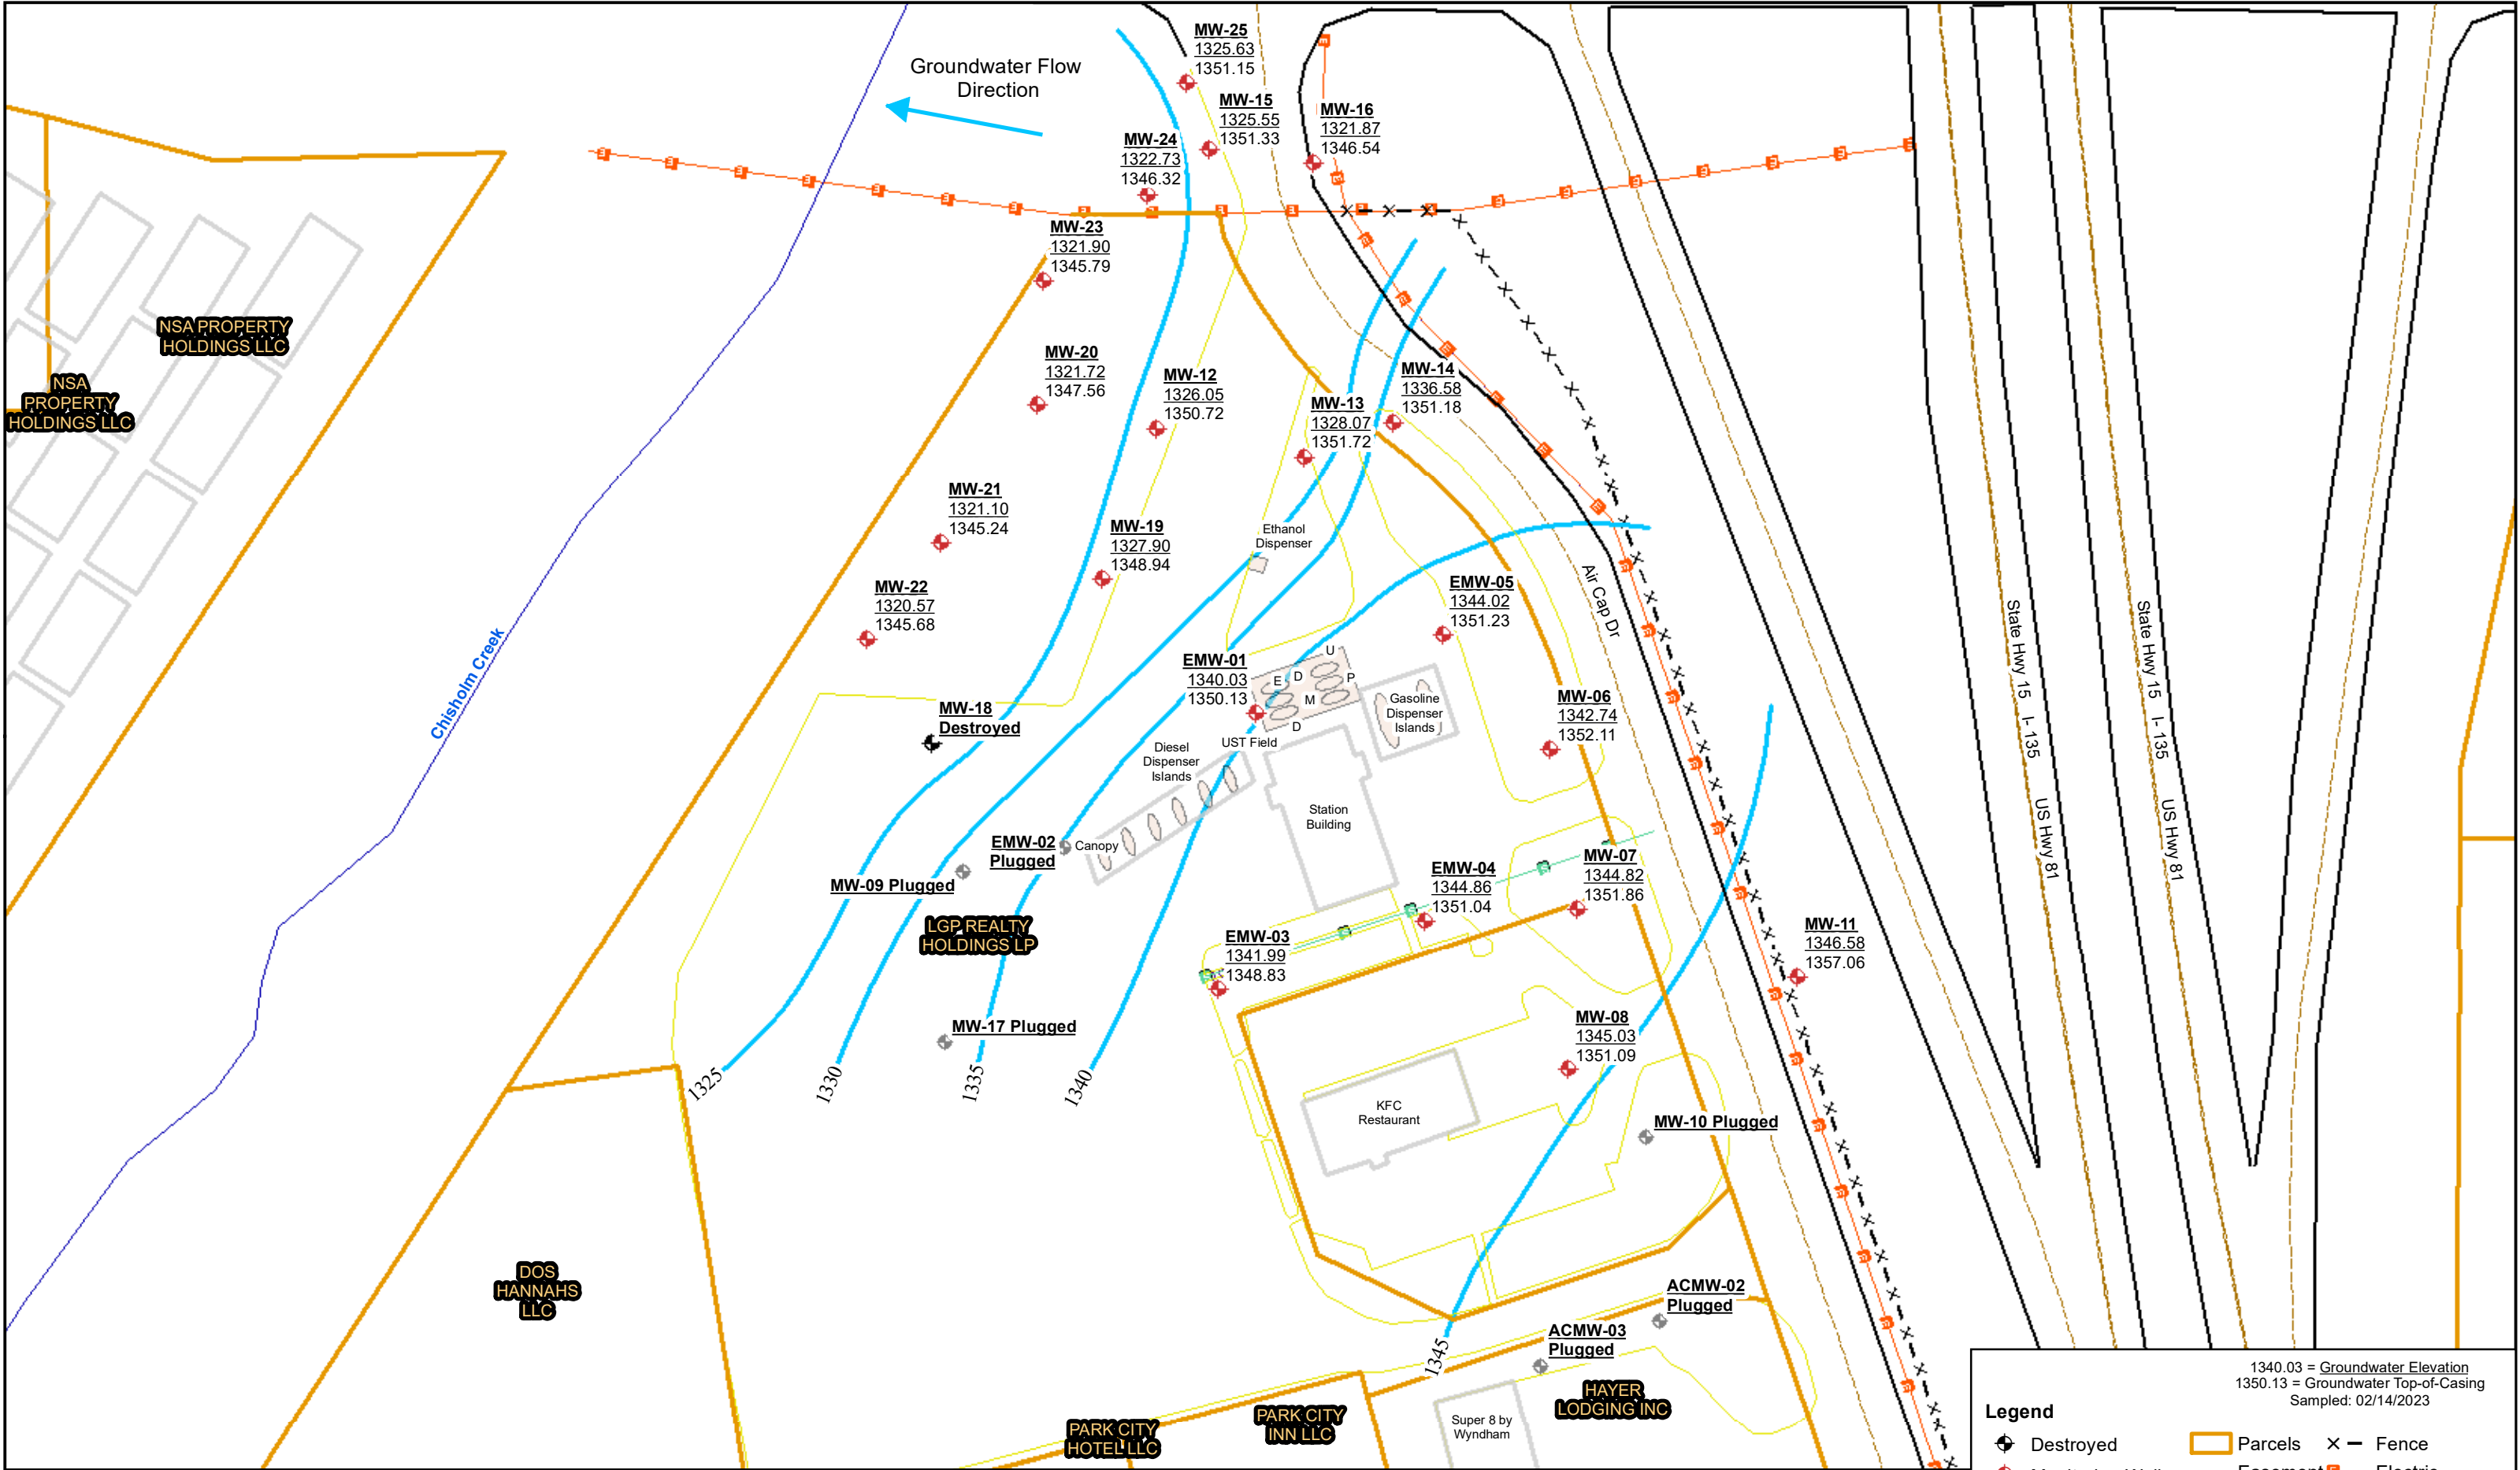 MW-25
1325.63
1351.15
Groundwater Flow
Direction
MW-15
1325.55
1351.33
MW-16
1321.87
1346.54
MW-24
1322.73
1346.32
MW-23
1321.90
1345.79
NSA PROPERTY
HOLDINGS LLC
NSA
PROPERTY
HOLDINGS LLC
MW-20
1321.72
1347.56
MW-12
1326.05
1350.72
MW-14
1336.58
1351.18
MW-13
1328.07
1351.72
MW-21
1321.10
1345.24
MW-19
1327.90
1348.94
Ethanol
Dispenser
MW-22
1320.57
1345.68
EMW-05
1344.02
1351.23
Air Cap Dr
State Hwy 15
I-135
US Hwy 81
State Hwy 15
I-135
US Hwy 81
Chisholm Creek
EMW-01
1340.03
1350.13
U
E
D
P
M
D
UST Field
Gasoline
Dispenser
Islands
MW-06
1342.74
1352.11
MW-18
Destroyed
Diesel
Dispenser
Islands
Station
Building
EMW-02
Plugged
Canopy
MW-09 Plugged
LGP REALTY
HOLDINGS LP
EMW-04
1344.86
1351.04
MW-07
1344.82
1351.86
EMW-03
1341.99
1348.83
MW-11
1346.58
1357.06
MW-17 Plugged
MW-08
1345.03
1351.09
1325
1330
1335
1340
KFC
Restaurant
MW-10 Plugged
DOS
HANNAHS
LLC
ACMW-02
Plugged
ACMW-03
Plugged
1345
HAYER
LODGING INC
PARK CITY
INN LLC
PARK CITY
HOTEL LLC
Super 8 by
Wyndham
1340.03 = Groundwater Elevation
1350.13 = Groundwater Top-of-Casing
Sampled: 02/14/2023
Legend
Destroyed
Parcels
Fence